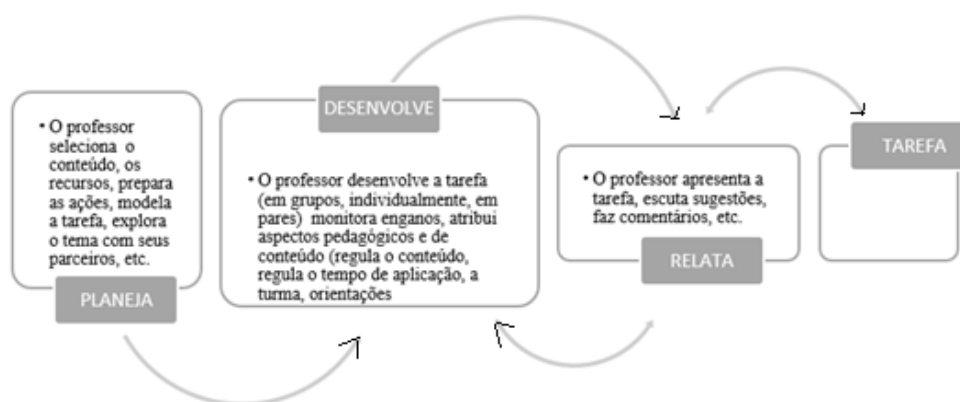 • O professor
seleciona o
conteúdo, os
recursos, prepara
as ações, modela
a tarefa, explora
o tema com seus
parceiros, etc.
PLANEJA
DESENVOLVE
• O professor desenvolve a tarefa
(em grupos, individualmente, em
pares) monitora enganos, atribui
aspectos pedagógicos e de
conteúdo (regula o conteúdo,
regula o tempo de aplicação, a
turma, orientações
• O professor apresenta a
tarefa, escuta sugestões,
faz comentários, etc.
RELATA
TAREFA